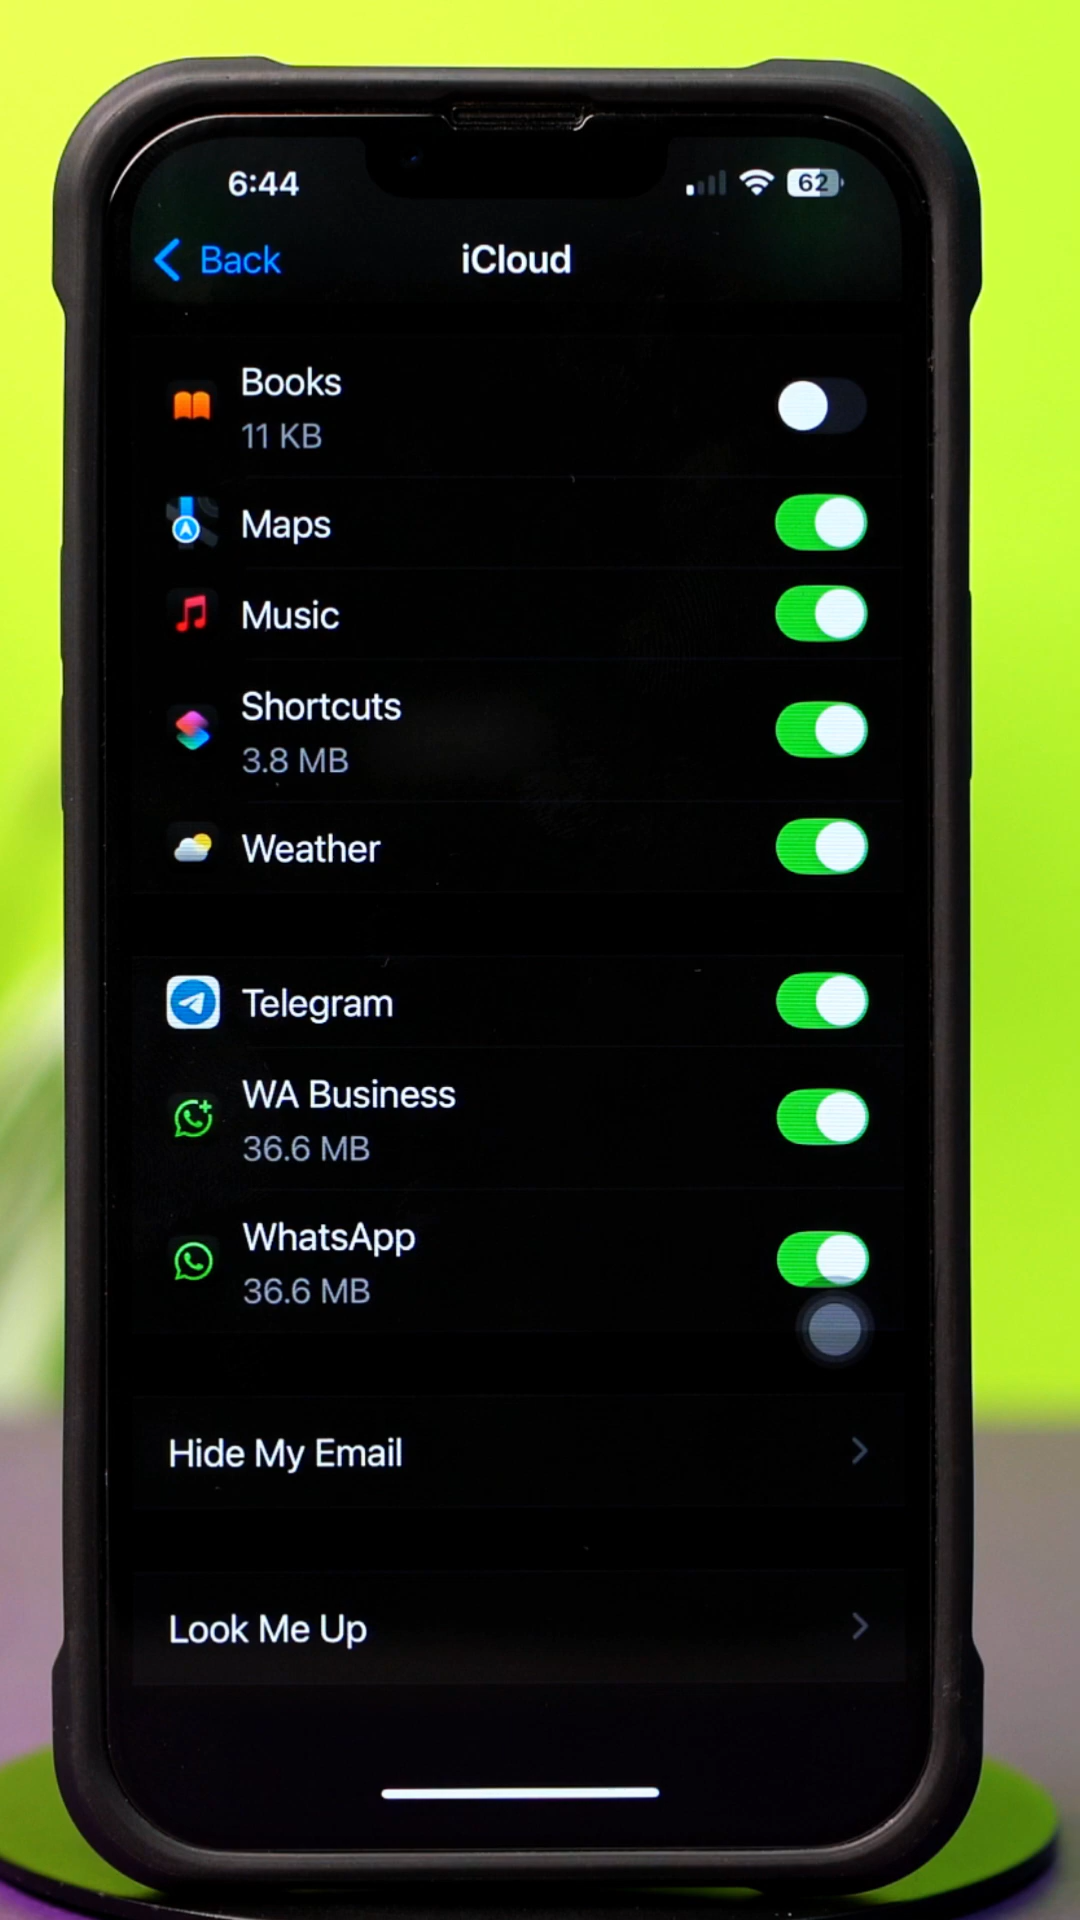 6:44
62
Back
iCloud
Books
11 KB
Maps
Music
Shortcuts
3.8 MB
Weather
Telegram
WA Business
36.6 MB
WhatsApp
36.6 MB
Hide My Email
Look Me Up